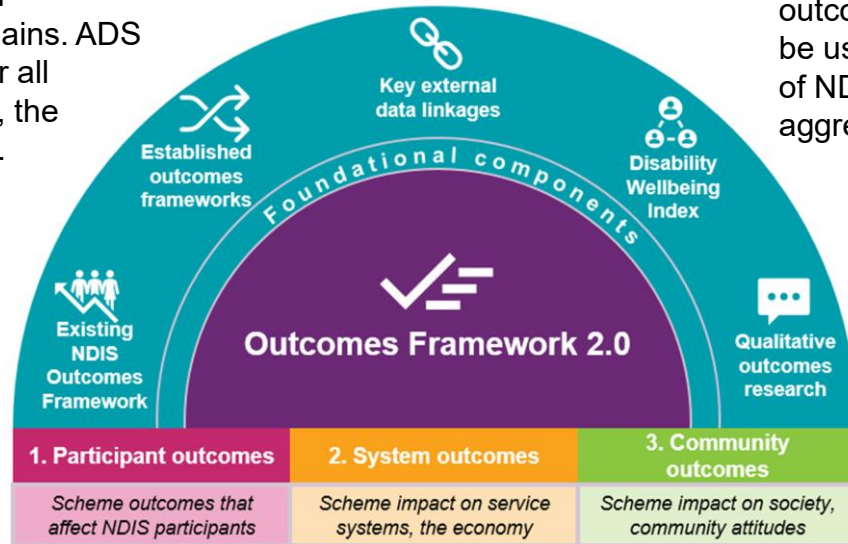 ains. ADS
r all
, the
outco
be us
of ND
aggre
Key external
data linkages
Established
outcomes
frameworks
Disability
Wellbeing
Index
Foundational components
Existing
NDIS
Outcomes
Framework
Outcomes Framework 2.0
Qualitative
outcomes
research
1. Participant outcomes
2. System outcomes
3. Community
outcomes
Scheme outcomes that
affect NDIS participants
Scheme impact on service
systems, the economy
Scheme impact on society,
community attitudes